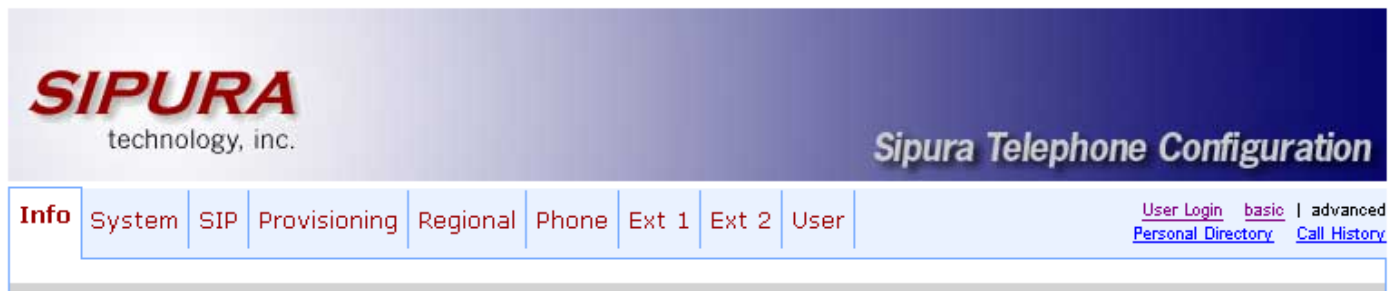 SIPURA
technology, inc.
Sipura Telephone Configuration
Info System SIP Provisioning Regional Phone Ext 1 Ext 2 User
User Login basic | advanced
Personal Directory Call History